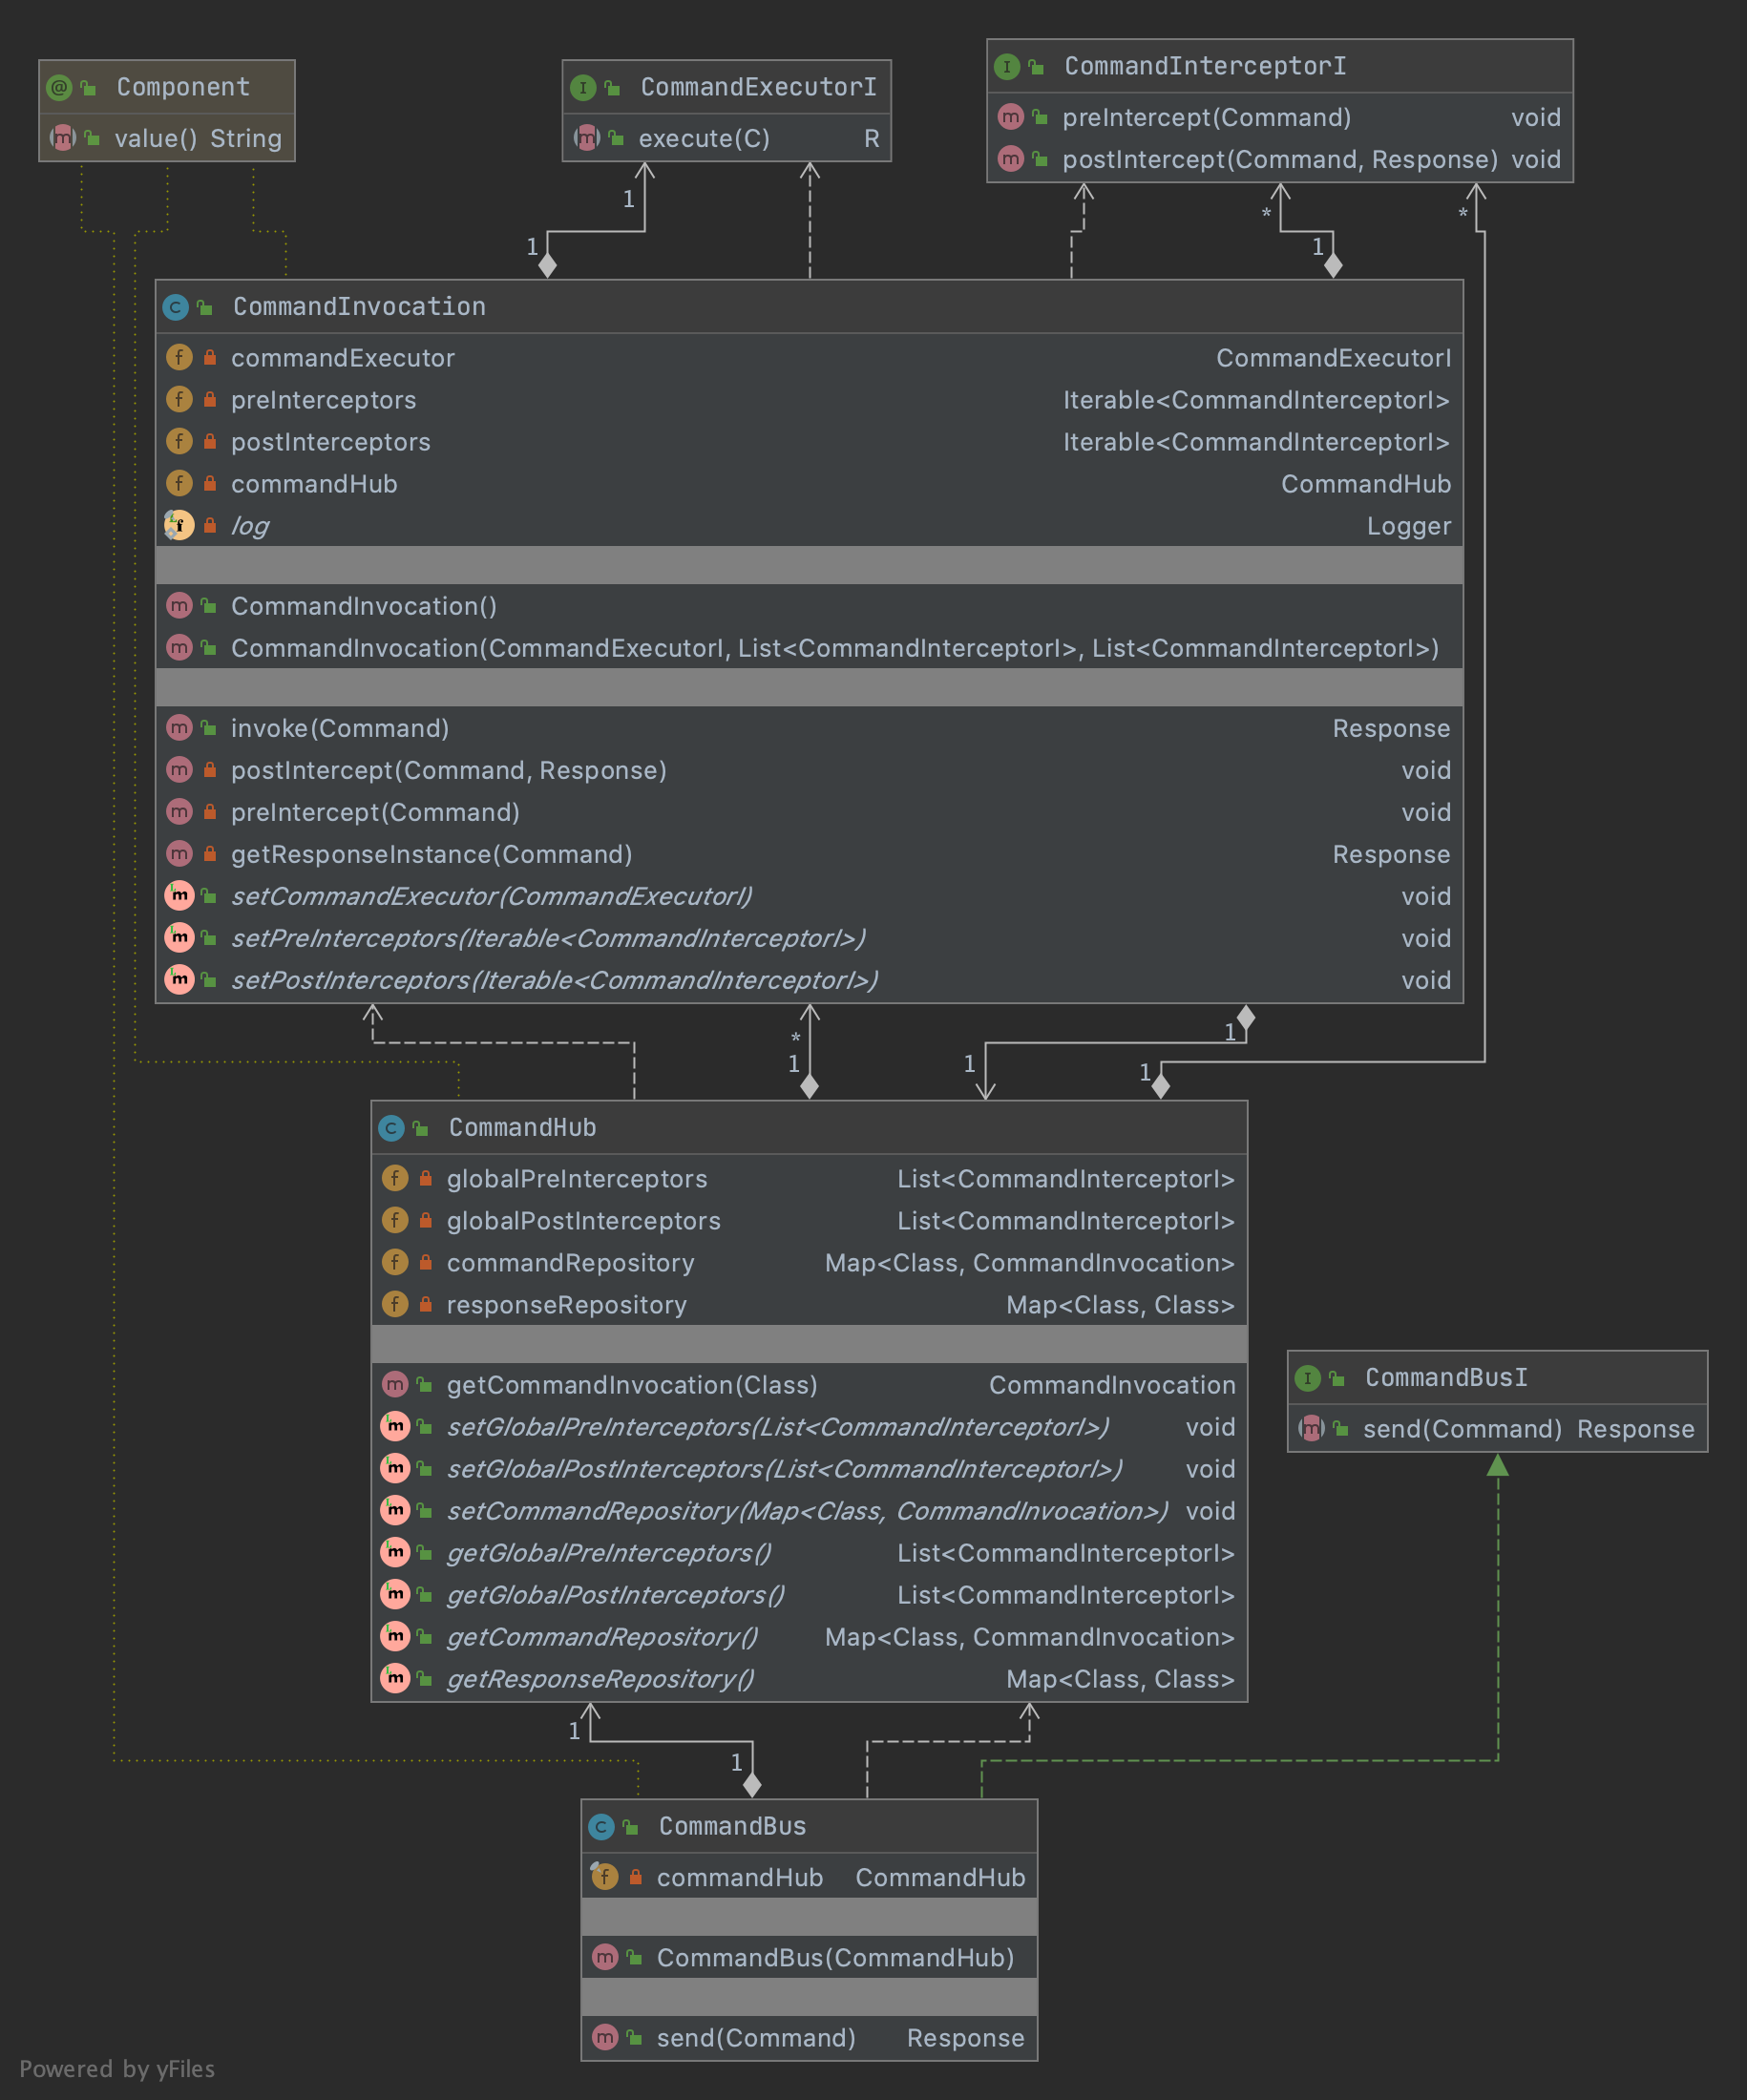 Component
value() String
CommandExecutorI
execute(C) R
CommandInterceptorI
preIntercept(Command) void
postIntercept(Command, Response) void
1
*
*
1
1
CommandInvocation
commandExecutor CommandExecutorI
preInterceptors Iterable<CommandInterceptorI>
postInterceptors Iterable<CommandInterceptorI>
commandHub CommandHub
log Logger
CommandInvocation()
CommandInvocation(CommandExecutorI, List<CommandInterceptorI>, List<CommandInterceptorI>)
invoke(Command) Response
postIntercept(Command, Response) void
preIntercept(Command) void
getResponseInstance(Command) Response
setCommandExecutor(CommandExecutorI) void
setPreInterceptors(Iterable<CommandInterceptorI>) void
setPostInterceptors(Iterable<CommandInterceptorI>) void
*
1
1
1
1
CommandHub
globalPreInterceptors List<CommandInterceptorI>
globalPostInterceptors List<CommandInterceptorI>
commandRepository Map<Class, CommandInvocation>
responseRepository Map<Class, Class>
getCommandInvocation(Class) CommandInvocation
setGlobalPreInterceptors(List<CommandInterceptorI>) void
setGlobalPostInterceptors(List<CommandInterceptorI>) void
setCommandRepository(Map<Class, CommandInvocation>) void
getGlobalPreInterceptors() List<CommandInterceptorI>
getGlobalPostInterceptors() List<CommandInterceptorI>
getCommandRepository() Map<Class, CommandInvocation>
getResponseRepository() Map<Class, Class>
CommandBusI
send(Command) Response
1
1
CommandBus
commandHub CommandHub
CommandBus(CommandHub)
send(Command) Response
Powered by yFiles